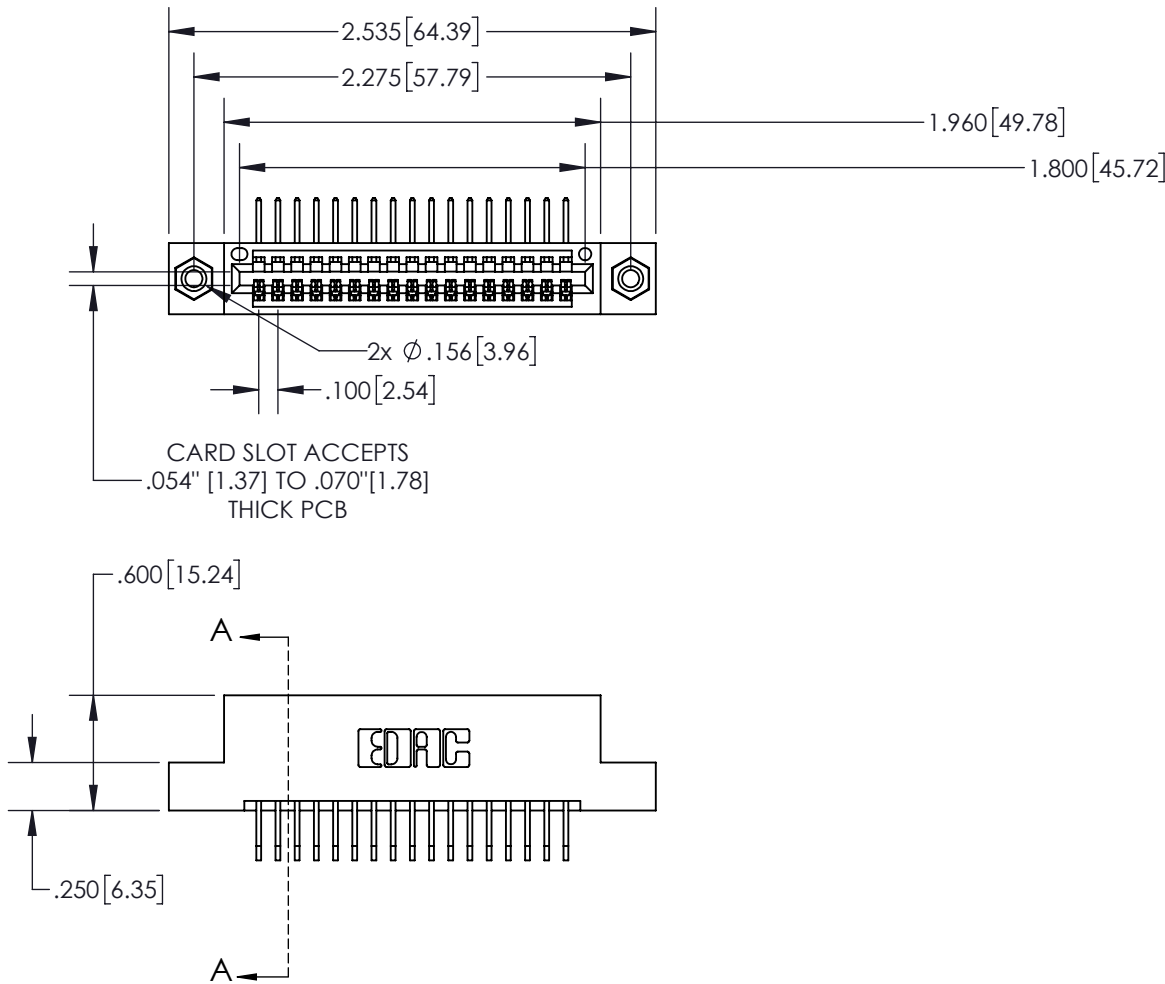 2.535[64.39]
2.275[57.79]
1.960[49.78]
1.800[45.72]
2x ∅.156[3.96]
.100[2.54]
CARD SLOT ACCEPTS
.054" [1.37] TO .070"[1.78]
THICK PCB
.600[15.24]
A
EDAC
.250[6.35]
A